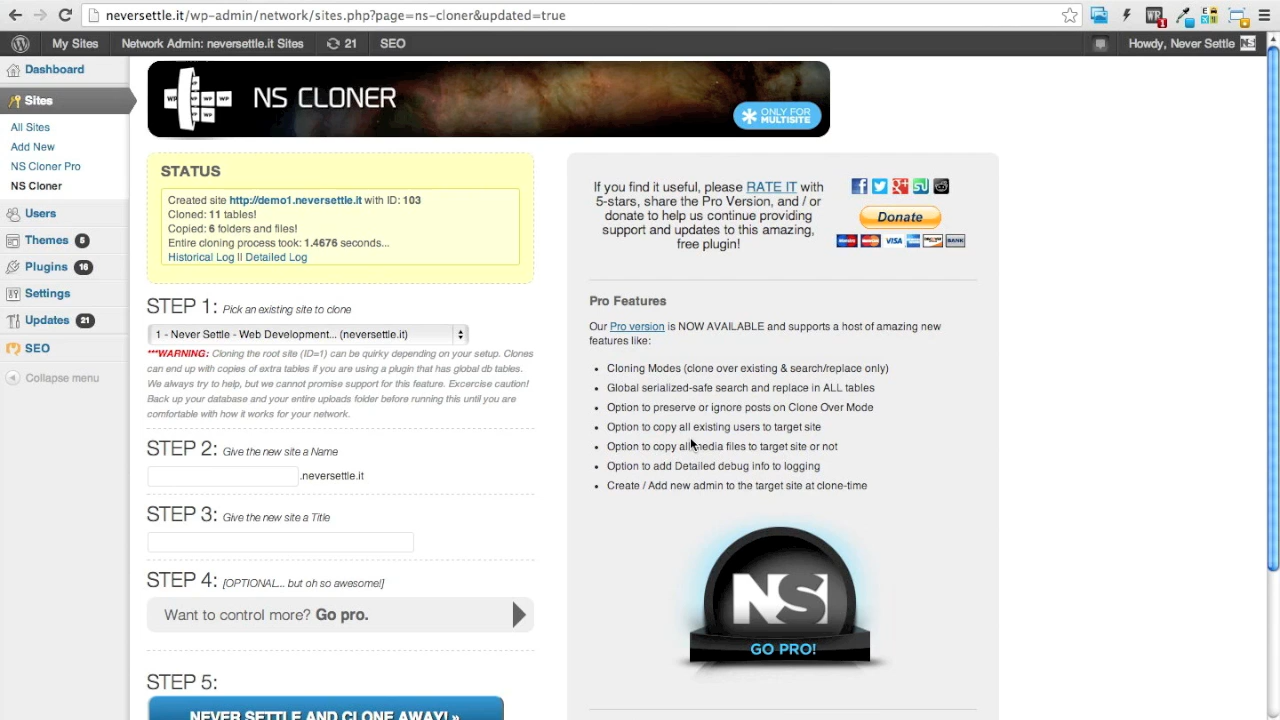 neversettle.it/wp-admin/network/sites.php?page=ns-cloner&updated=true
My Sites
Network Admin: neversettle.it Sites
21
SEO
Howdy, Never Settle
NS
Dashboard
Sites
All Sites
Add New
NS Cloner Pro
NS Cloner
Users
Themes 5
Plugins 16
Settings
Updates 21
SEO
Collapse menu
WP WP WP
WP
NS CLONER
ONLY FOR
MULTISITE
STATUS
Created site http://demo1.neversettle.it with ID: 103
Cloned: 11 tables!
Copied: 6 folders and files!
Entire cloning process took: 1.4676 seconds...
Historical Log || Detailed Log
STEP 1: Pick an existing site to clone
1 - Never Settle - Web Development... (neversettle.it)
***WARNING: Cloning the root site (ID=1) can be quirky depending on your setup. Clones
can end up with copies of extra tables if you are using a plugin that has global db tables.
We always try to help, but we cannot promise support for this feature. Excercise caution!
Back up your database and your entire uploads folder before running this until you are
comfortable with how it works for your network.
STEP 2: Give the new site a Name
.neversettle.it
STEP 3: Give the new site a Title
STEP 4: [OPTIONAL... but oh so awesome!]
Want to control more? Go pro.
STEP 5:
NEVER SETTLE AND CLONE AWAY! »
If you find it useful, please RATE IT with
5-stars, share the Pro Version, and / or
donate to help us continue providing
support and updates to this amazing,
free plugin!
Donate
VISA
BANK
Pro Features
Our Pro version is NOW AVAILABLE and supports a host of amazing new
features like:
Cloning Modes (clone over existing & search/replace only)
Global serialized-safe search and replace in ALL tables
Option to preserve or ignore posts on Clone Over Mode
Option to copy all existing users to target site
Option to copy all media files to target site or not
Option to add Detailed debug info to logging
Create / Add new admin to the target site at clone-time
NS
GO PRO!